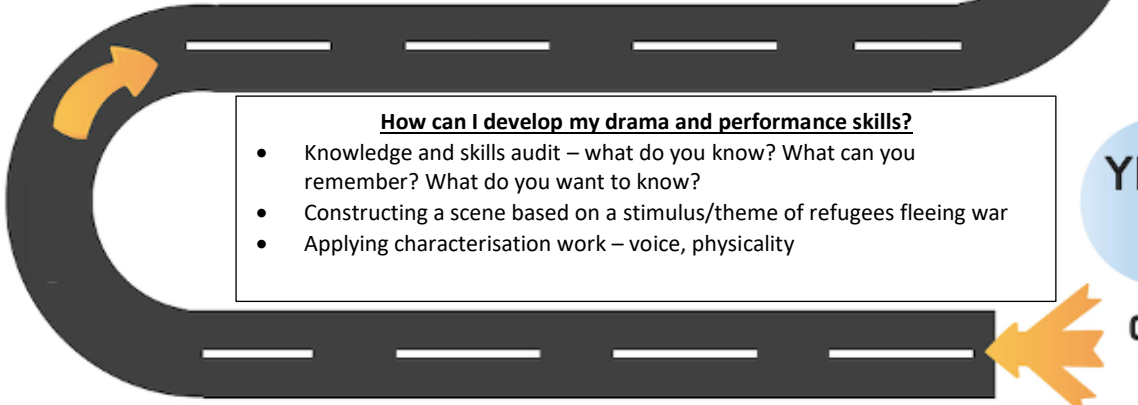 How can I develop my drama and performance skills?
• Knowledge and skills audit – what do you know? What can you
remember? What do you want to know?
• Constructing a scene based on a stimulus/theme of refugees fleeing war
• Applying characterisation work – voice, physicality